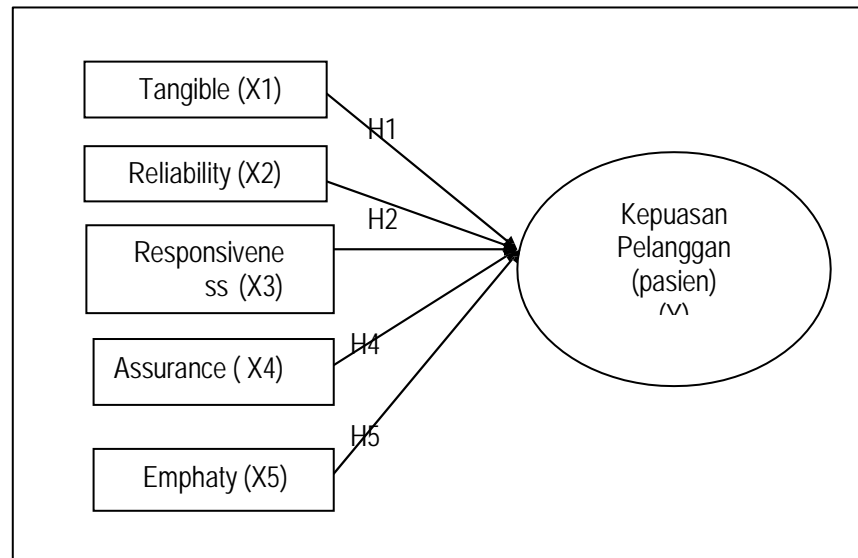 Tangible (X1)
H1
Reliability (X2)
H2
Responsivene
ss (X3)
Assurance ( X4)
H4
Emphaty (X5)
H5
Kepuasan
Pelanggan
(pasien)
(Y)